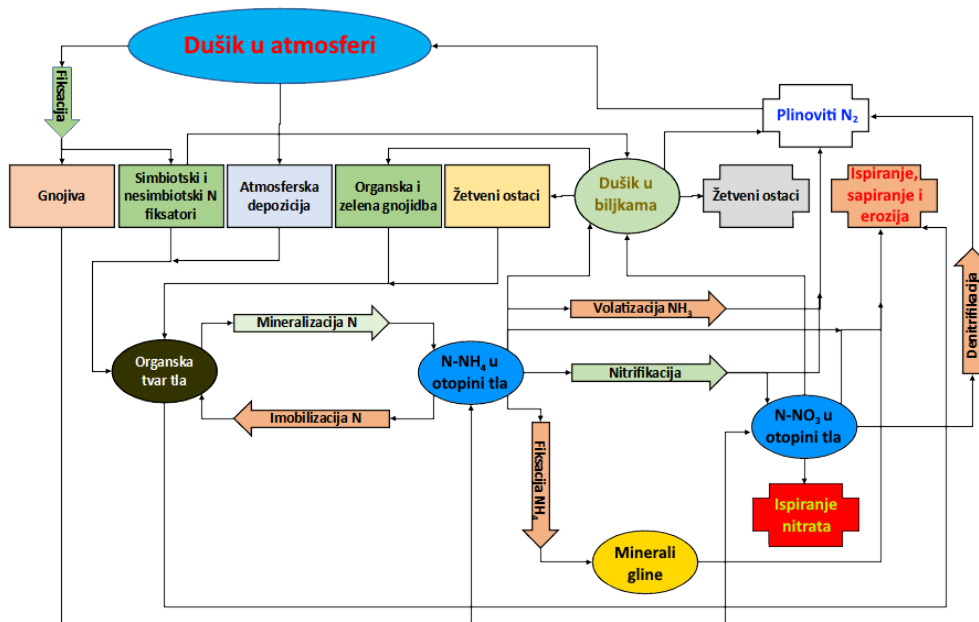 Dušik u atmosferi
Fiksacija
Plinoviti N₂
Gnojiva
Simbiotski i
nesimbiotski N
fiksatori
Atmosferska
depozicija
Organska i
zelena gnojidba
Žetveni ostaci
Dušik u
biljkama
Žetveni ostaci
Ispiranje,
sapiranje i
erozija
Denitrifikacija
Volatizacija NH₃
Mineralizacija N
Organska
tvar tla
N-NH₄ u
otopini tla
Nitrifikacija
Imobilizacija N
N-NO₃ u
otopini tla
Fiksacija NH₄
Ispiranje
nitrata
Minerali
gline